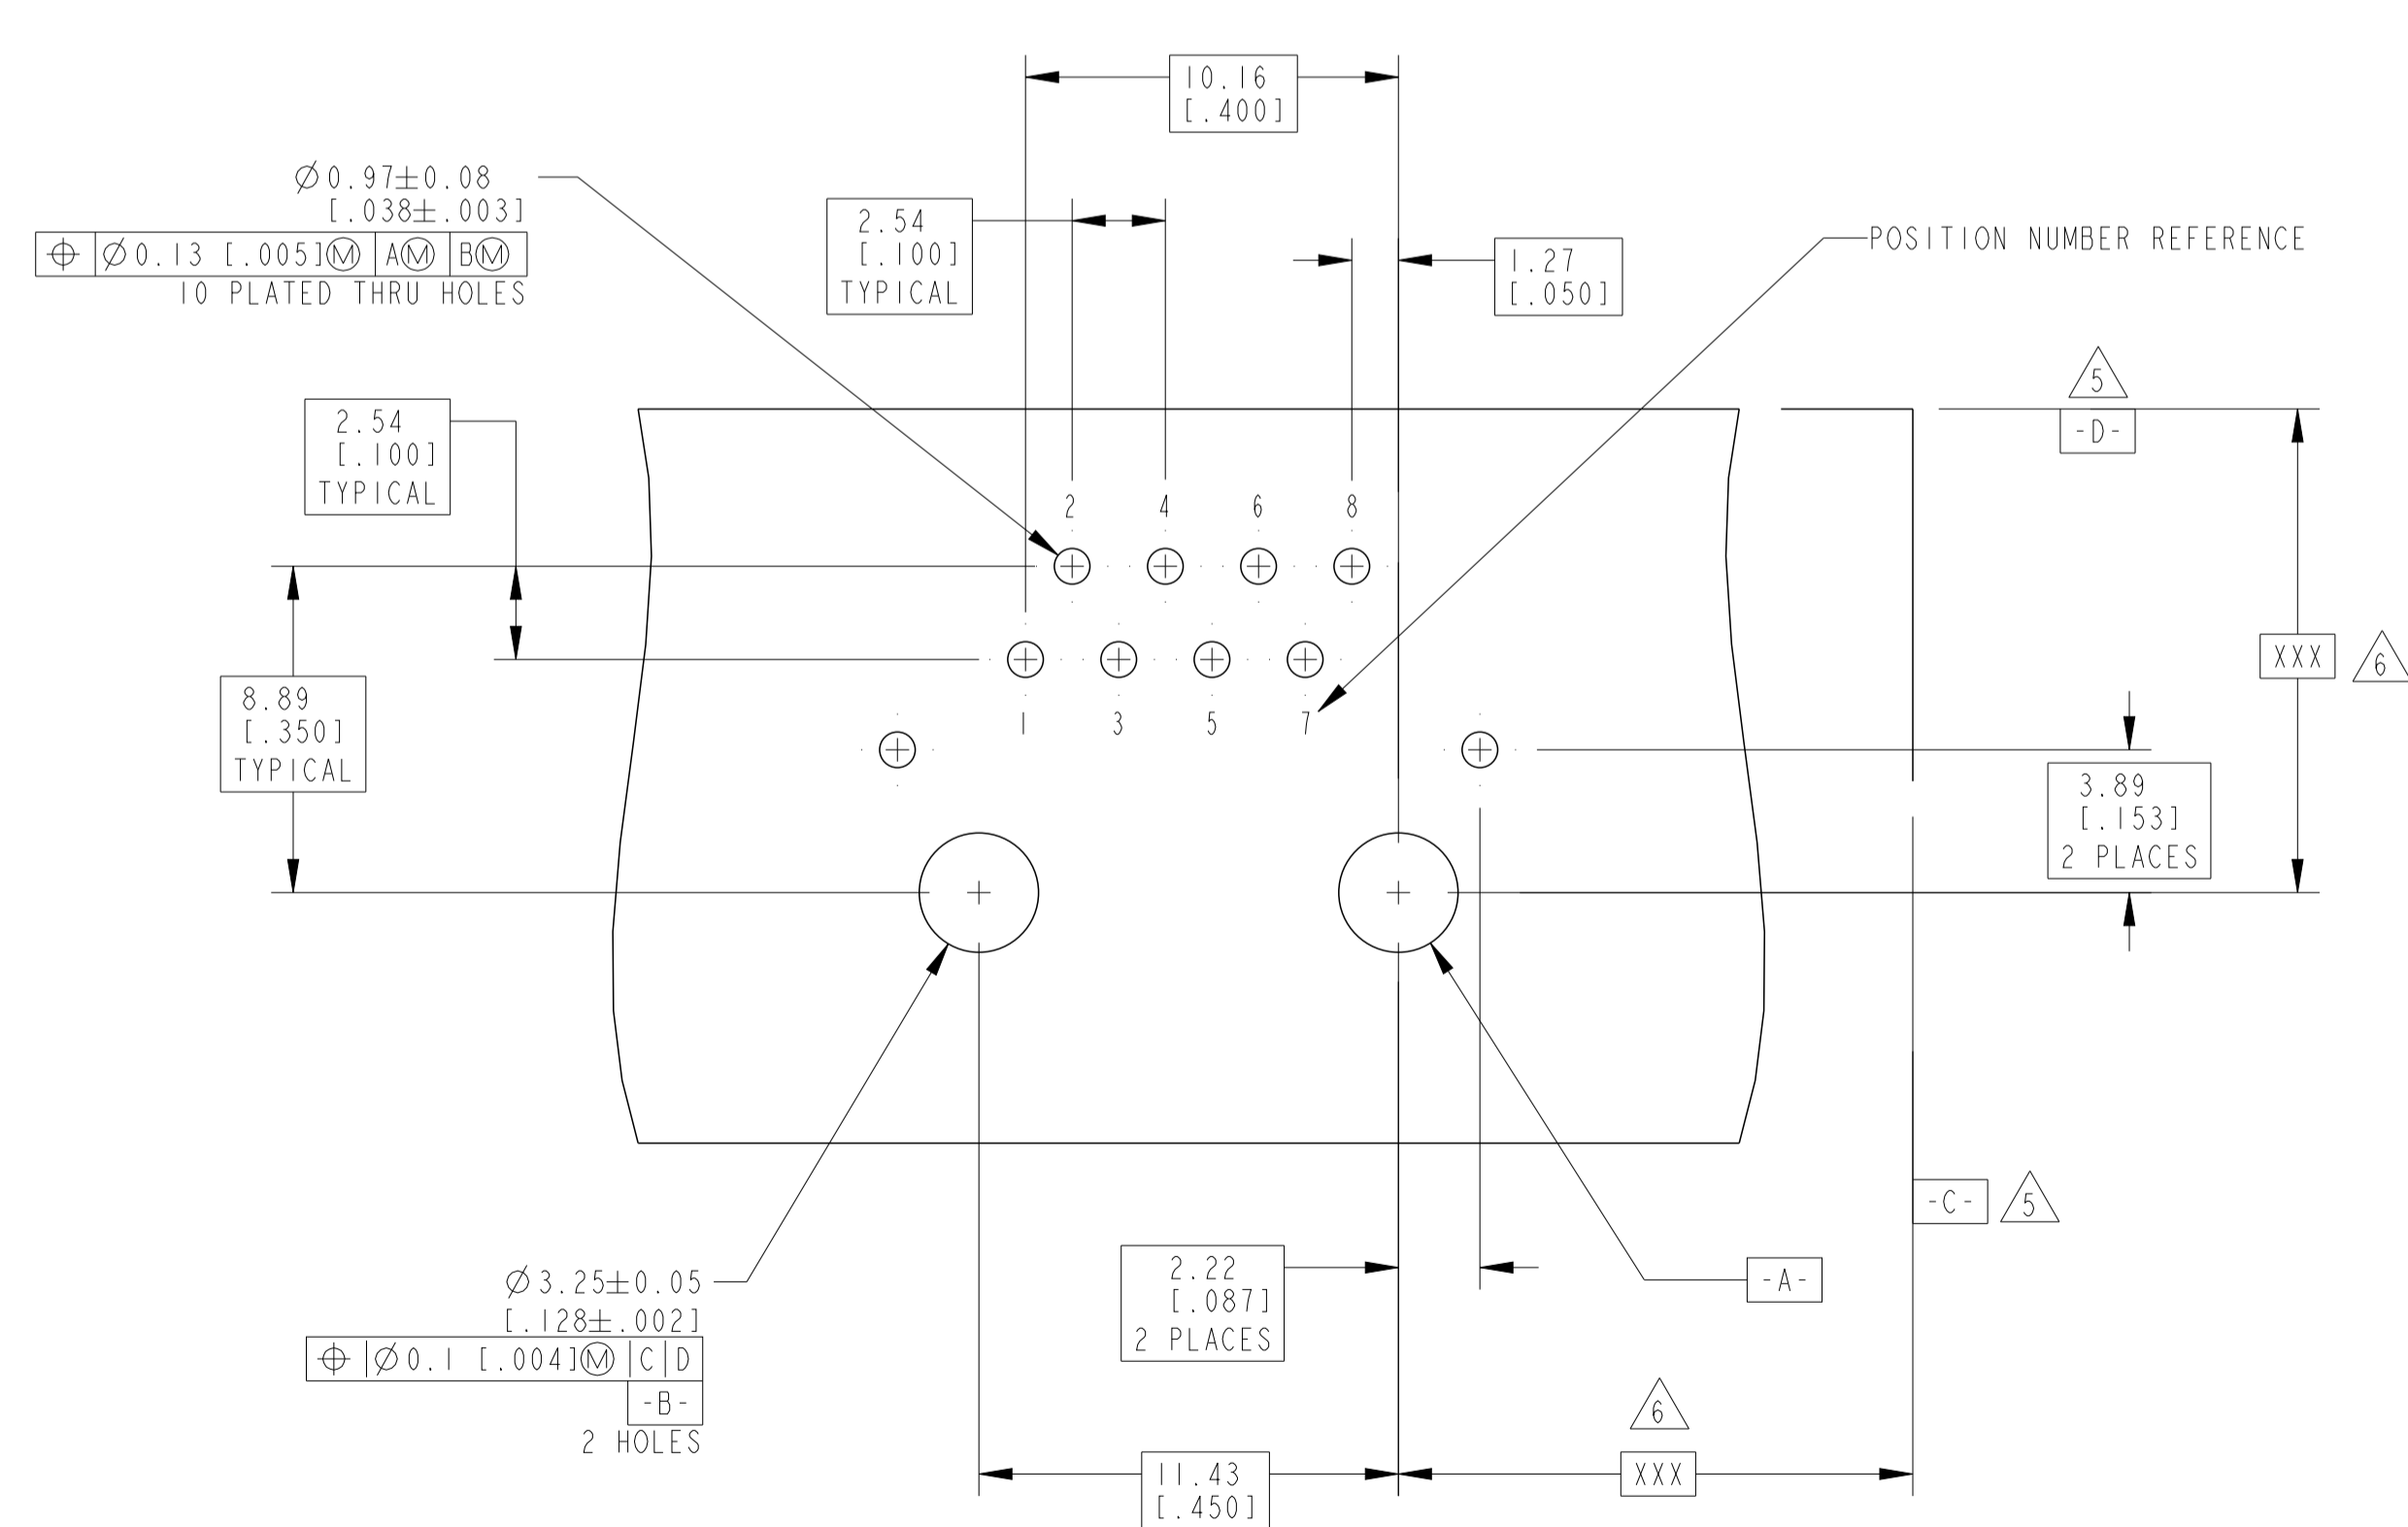 10.16
[.400]
Ø0.97±0.08
[.038±.003]
⌖ Ø0.13 [.005]Ⓜ AⓂ BⓂ
10 PLATED THRU HOLES
2.54
[.100]
TYPICAL
1.27
[.050]
POSITION NUMBER REFERENCE
5
-D-
2.54
[.100]
TYPICAL
2 4 6 8
XXX 6
8.89
[.350]
TYPICAL
1 3 5 7
3.89
[.153]
2 PLACES
-C- 5
2.22
[.087]
2 PLACES
-A-
Ø3.25±0.05
[.128±.002]
⌖|Ø0.1 [.004]Ⓜ|C|D
-B-
2 HOLES
6
11.43
[.450]
XXX